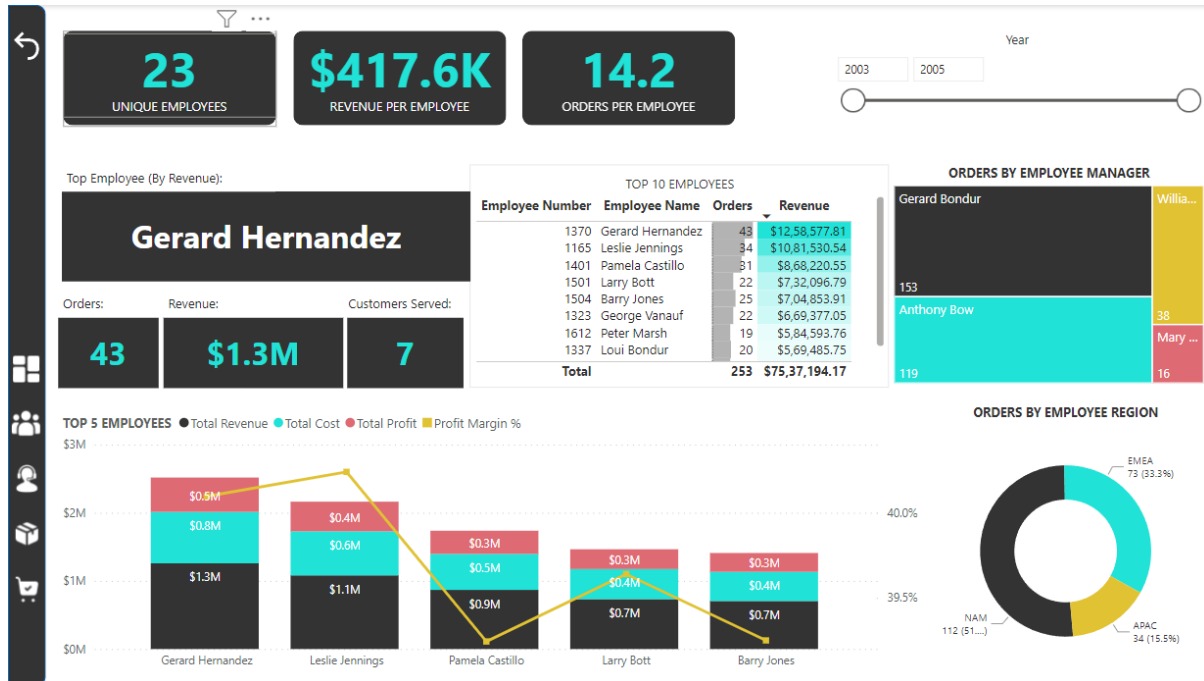 Year
23
UNIQUE EMPLOYEES
$417.6K
REVENUE PER EMPLOYEE
14.2
ORDERS PER EMPLOYEE
2003 2005
Top Employee (By Revenue):
Gerard Hernandez
Orders: Revenue: Customers Served:
43 $1.3M 7
TOP 10 EMPLOYEES
Employee Number Employee Name Orders Revenue
1370 Gerard Hernandez 43 $12,58,577.81
1165 Leslie Jennings 34 $10,81,530.54
1401 Pamela Castillo 31 $8,68,220.55
1501 Larry Bott 22 $7,32,096.79
1504 Barry Jones 25 $7,04,853.91
1323 George Vanauf 22 $6,69,377.05
1612 Peter Marsh 19 $5,84,593.76
1337 Loui Bondur 20 $5,69,485.75
Total 253 $75,37,194.17
ORDERS BY EMPLOYEE MANAGER
Gerard Bondur
153
Anthony Bow
119
Willia...
38
Mary ...
16
TOP 5 EMPLOYEES Total Revenue Total Cost Total Profit Profit Margin %
$3M
$2M
$1M
$0M
$0.5M
$0.8M
$1.3M
$0.4M
$0.6M
$1.1M
$0.3M
$0.5M
$0.9M
$0.3M
$0.4M
$0.7M
$0.3M
$0.4M
$0.7M
40.0%
39.5%
Gerard Hernandez Leslie Jennings Pamela Castillo Larry Bott Barry Jones
ORDERS BY EMPLOYEE REGION
EMEA
73 (33.3%)
NAM
112 (51....)
APAC
34 (15.5%)